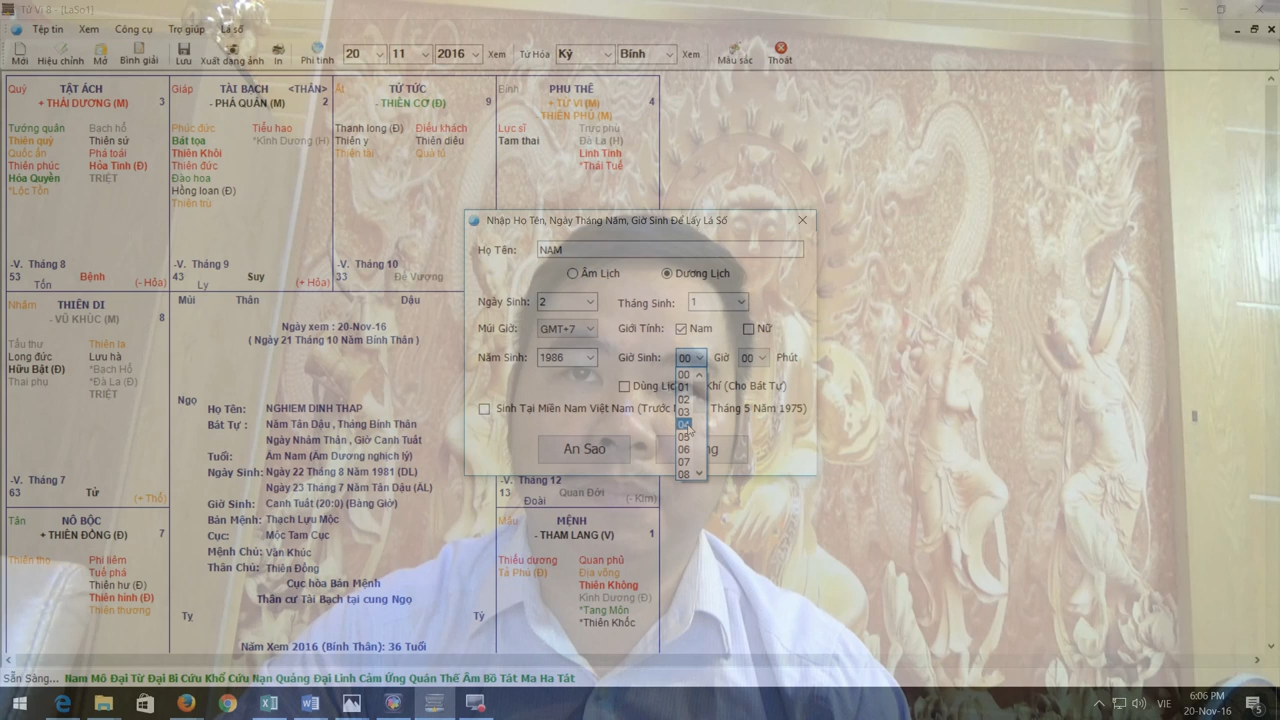 Tử Vi 8 - [LaSo1]
Tệp tin Xem Công cụ Trợ giúp Lá số
Mới Hiệu chỉnh Mở Bình giải Lưu Xuất dạng ảnh In Phi tinh 20 11 2016 Xem Tứ Hóa Kỷ Bính Xem Màu sắc Thoát
Quý TẬT ÁCH
+ THÁI DƯƠNG (M) 3
Tướng quân Bạch hổ
Thiên quý Thiên sứ
Quốc ấn Phá toái
Thiên phúc Hỏa Tinh (Đ)
Hóa Quyền TRIỆT
*Lộc Tồn
-V. Tháng 8
53 Tốn Bệnh (- Hỏa)
Giáp TÀI BẠCH <THÂN>
- PHÁ QUÂN (M) 2
Phúc đức Tiểu hao
Bát tọa *Kình Dương (H)
Thiên Khôi
Thiên đức
Đào hoa
Hồng loan (Đ)
Thiên trù
-V. Tháng 9
43 Ly Suy (+ Hỏa)
Ất TỬ TỨC
- THIÊN CƠ (Đ) 9
Thanh long (Đ) Điếu khách
Thiên y Thiên diêu
Thiên tài Quả tú
-V. Tháng 10
33 Đế Vượng
Bính PHU THÊ
+ TỬ VI (M) 4
THIÊN PHỦ (M)
Lực sĩ Trực phù
Tam thai Đà La (H)
Linh Tinh
*Thái Tuế
Nhập Họ Tên, Ngày Tháng Năm, Giờ Sinh Để Lấy Lá Số
Họ Tên: NAM
Âm Lịch Dương Lịch
Ngày Sinh: 2 Tháng Sinh: 1
Múi Giờ: GMT+7 Giới Tính: Nam Nữ
Năm Sinh: 1986 Giờ Sinh: 00 Giờ 00 Phút
00
01
02
03
04
05
06
07
08
Khí (Cho Bát Tự)
Sinh Tại Miền Nam Việt Nam (Trước Tháng 5 Năm 1975)
An Sao
Nhâm THIÊN DI
- VŨ KHÚC (M) 8
Tấu thư Thiên la
Long đức Lưu hà
Hữu Bật (Đ) *Bạch Hổ
Thai phụ *Đà La (Đ)
TRIỆT
-V. Tháng 7
63 Tử (+ Thổ)
Mùi Thân Dậu
Ngày xem : 20-Nov-16
( Ngày 21 Tháng 10 Năm Bính Thân )
Ngọ
Họ Tên: NGHIEM DINH THAP
Bát Tự : Năm Tân Dậu , Tháng Bính Thân
Ngày Nhâm Thân , Giờ Canh Tuất
Tuổi: Âm Nam (Âm Dương nghịch lý)
Ngày Sinh: Ngày 22 Tháng 8 Năm 1981 (DL)
Ngày 23 Tháng 7 Năm Tân Dậu (ÂL)
Giờ Sinh: Canh Tuất (20:0) (Bảng Giờ)
Bản Mệnh: Thạch Lựu Mộc
Cục: Mộc Tam Cục
Mệnh Chủ: Văn Khúc
Thân Chủ: Thiên Đồng
Cục hòa Bản Mệnh
Thân cư Tài Bạch tại cung Ngọ
Tỵ Tý
Năm Xem 2016 (Bính Thân): 36 Tuổi
-V. Tháng 12
13 Đoài Quan Đới (- Kim)
Tân NÔ BỘC
+ THIÊN ĐỒNG (Đ) 7
Thiên thọ Phi liêm
Tuế phá
Thiên hư (Đ)
Thiên hình (Đ)
Thiên thương
Mậu MỆNH
- THAM LANG (V) 1
Thiếu dương Quan phủ
Tả Phù (Đ) Địa võng
Thiên Không
Kình Dương (Đ)
*Tang Môn
*Thiên Khốc
Sẵn Sàng... Nam Mô Đại Từ Đại Bi Cứu Khổ Cứu Nạn Quảng Đại Linh Cảm Ứng Quán Thế Âm Bồ Tát Ma Ha Tát
VIE 6:06 PM
20-Nov-16 5